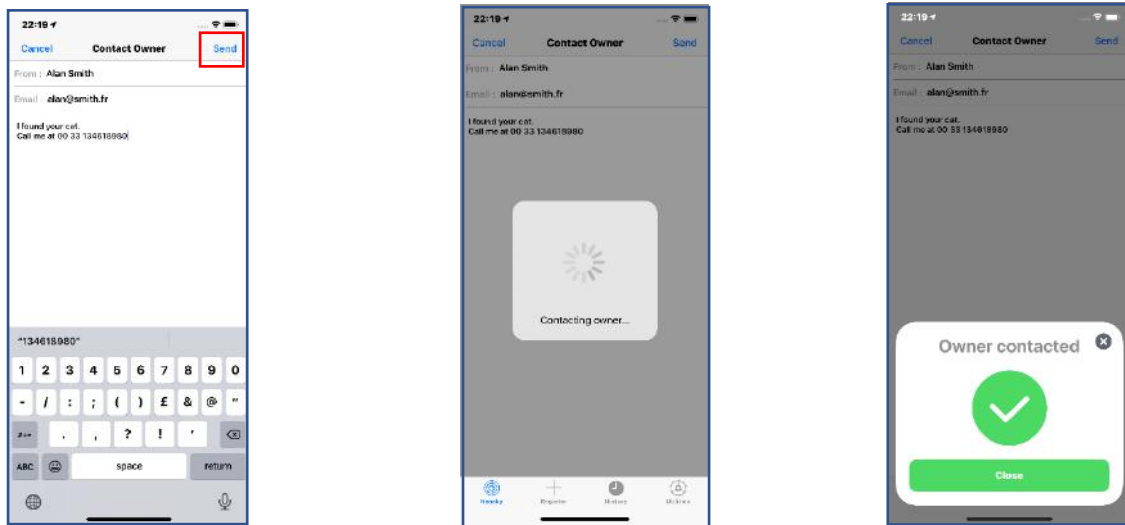 22:19
Cancel Contact Owner Send
From : Alan Smith
Email : alan@smith.fr
I found your cat.
Call me at 00 33 134618980
"134618980"
1 2 3 4 5 6 7 8 9 0
- / : ; ( ) £ & @ "
#+= . , ? ! '
ABC space return
22:19
Cancel Contact Owner Send
From : Alan Smith
Email : alan@smith.fr
I found your cat.
Call me at 00 33 134618980
Contacting owner...
Nearby Register History
22:19
Cancel Contact Owner Send
From : Alan Smith
Email : alan@smith.fr
I found your cat.
Call me at 00 33 134618980
Owner contacted
Close